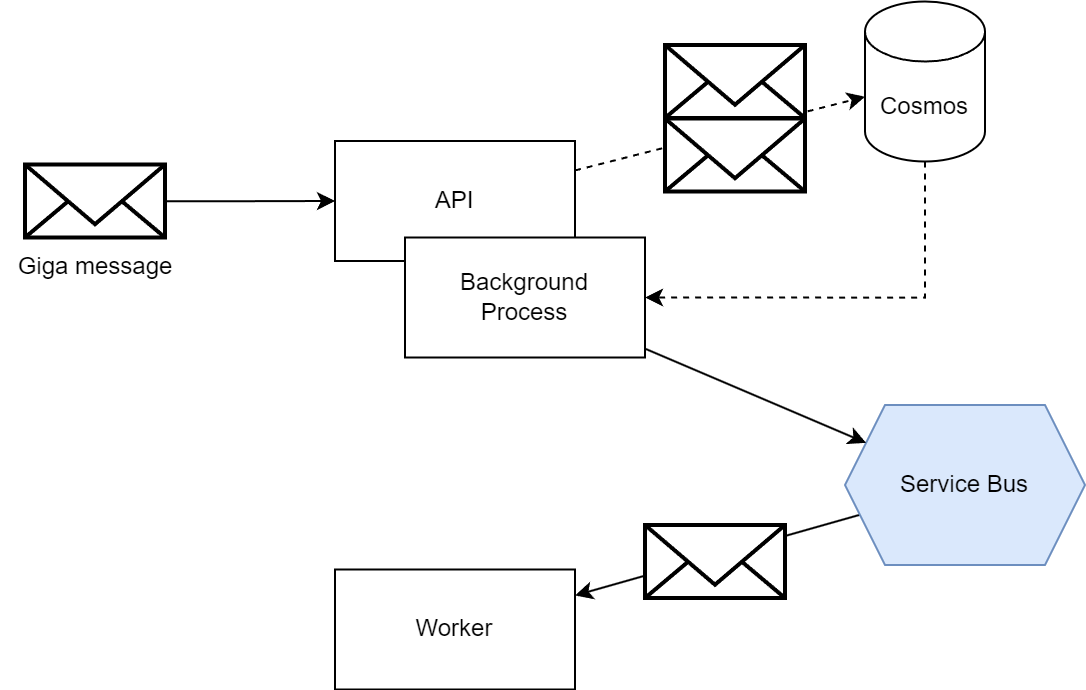 Cosmos
API
Giga message
Background
Process
Service Bus
Worker